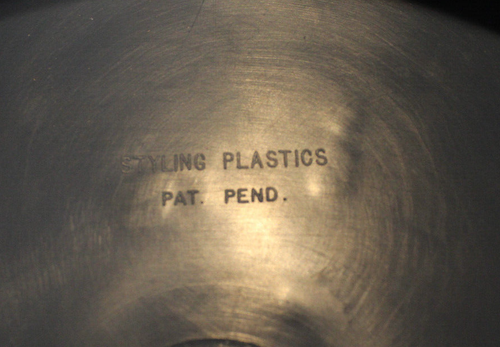 STYLING PLASTICS
PAT. PEND.